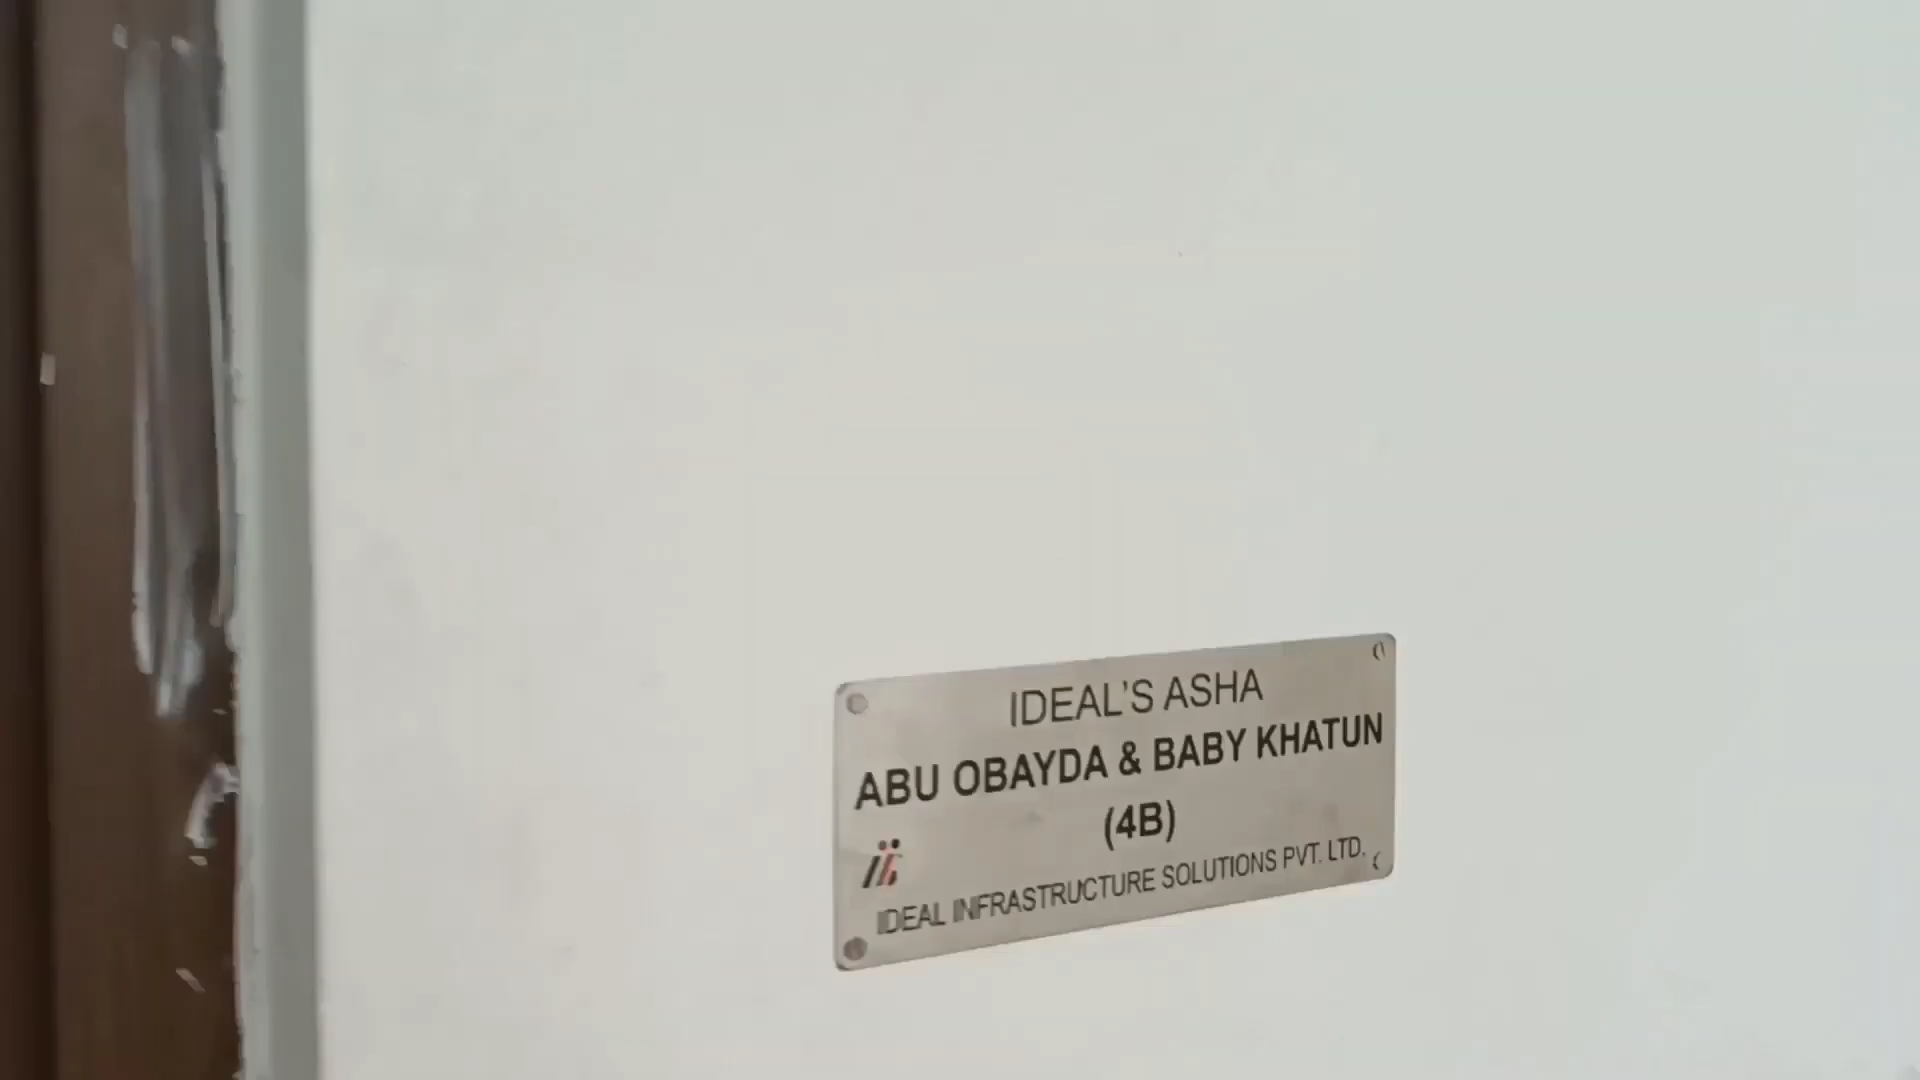 IDEAL'S ASHA
ABU OBAYDA & BABY KHATUN
(4B)
IDEAL INFRASTRUCTURE SOLUTIONS PVT. LTD.